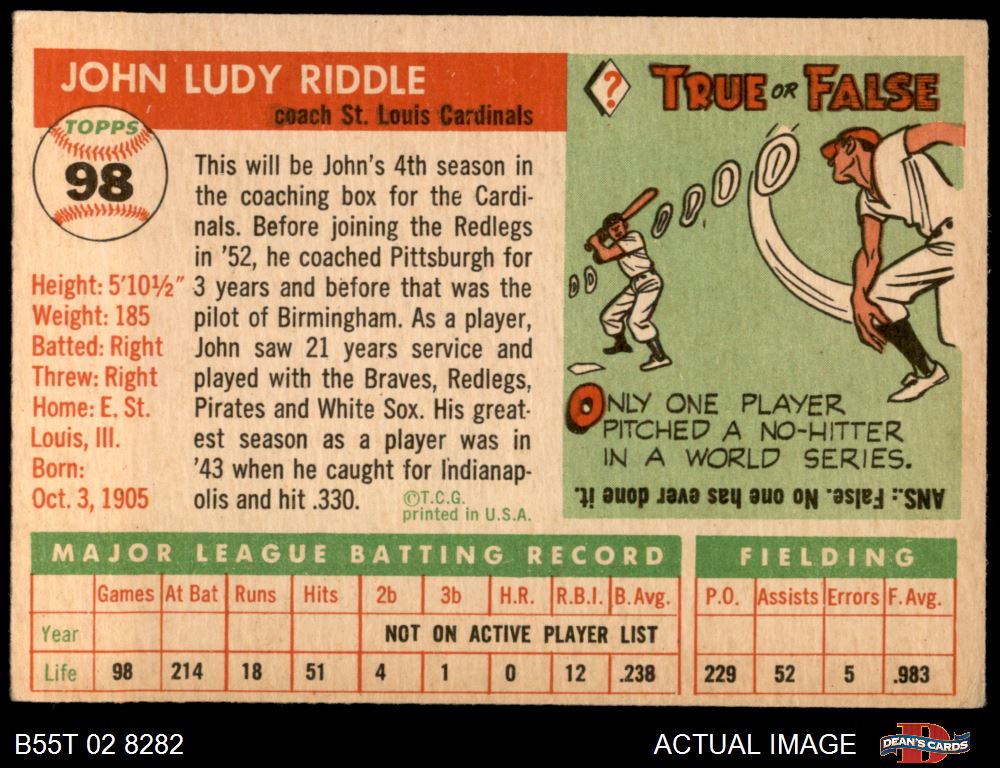 JOHN LUDY RIDDLE
coach St. Louis Cardinals
TOPPS
98
This will be John's 4th season in
the coaching box for the Cardi-
nals. Before joining the Redlegs
in '52, he coached Pittsburgh for
3 years and before that was the
pilot of Birmingham. As a player,
John saw 21 years service and
played with the Braves, Redlegs,
Pirates and White Sox. His great-
est season as a player was in
'43 when he caught for Indianap-
olis and hit .330.
©T.C.G.
printed in U.S.A.
Height: 5'10½"
Weight: 185
Batted: Right
Threw: Right
Home: E. St.
Louis, Ill.
Born:
Oct. 3, 1905
?
TRUE OR FALSE
ONLY ONE PLAYER
PITCHED A NO-HITTER
IN A WORLD SERIES.
ANS.: False. No one has ever done it.
MAJOR LEAGUE BATTING RECORD
Games At Bat Runs Hits 2b 3b H.R. R.B.I. B. Avg.
Year NOT ON ACTIVE PLAYER LIST
Life 98 214 18 51 4 1 0 12 .238
FIELDING
P.O. Assists Errors F. Avg.
229 52 5 .983
B55T 02 8282
ACTUAL IMAGE
DEAN'S CARDS